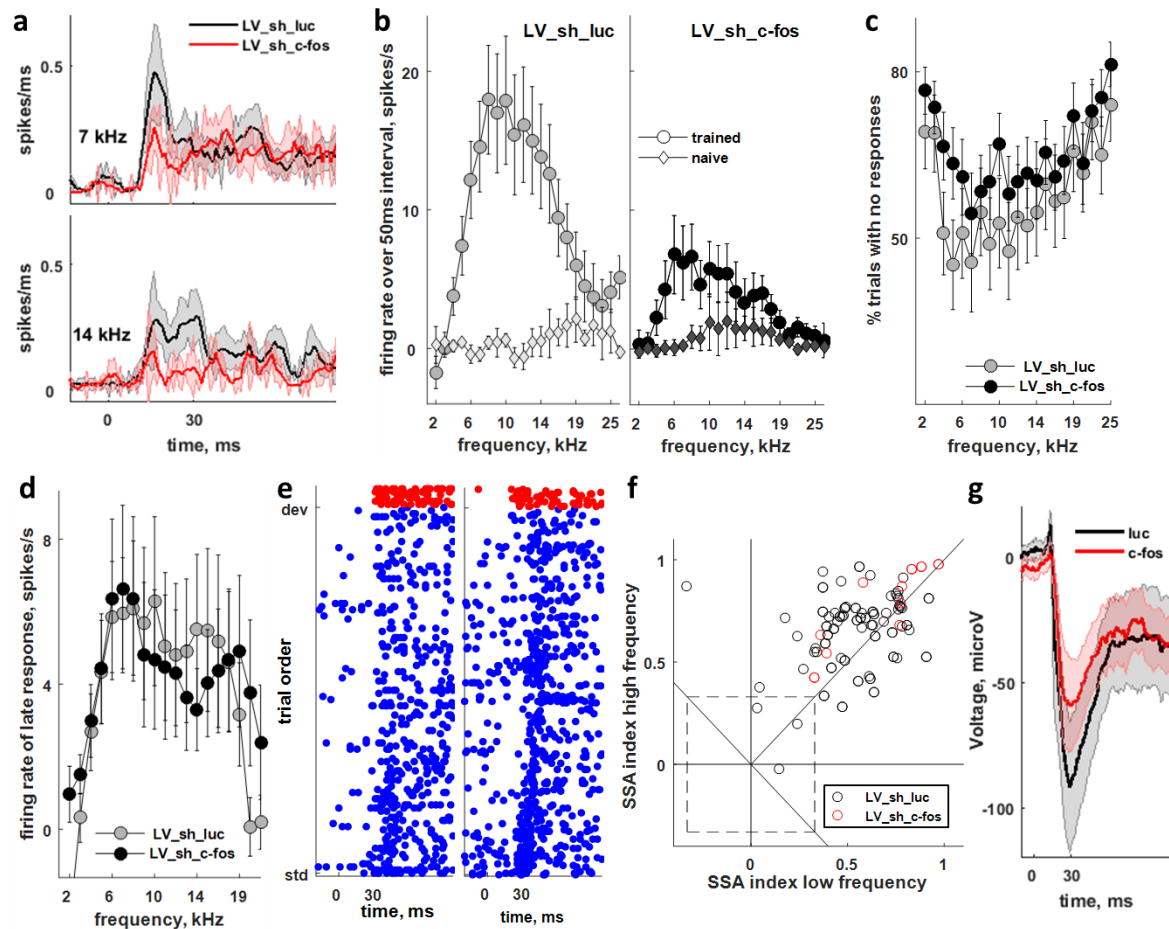 a
LV_sh_luc
LV_sh_c-fos
spikes/ms
0.5
0
7 kHz
spikes/ms
0.5
0
14 kHz
0 30
time, ms
b
LV_sh_luc
LV_sh_c-fos
firing rate over 50ms interval, spikes/s
20
10
0
trained
naive
2 6 10 14 19 25
frequency, kHz
2 6 10 14 19 25
frequency, kHz
c
% trials with no responses
80
50
LV_sh_luc
LV_sh_c-fos
2 6 10 14 19 25
frequency, kHz
d
firing rate of late response, spikes/s
8
4
0
LV_sh_luc
LV_sh_c-fos
2 6 10 14 19
frequency, kHz
e
dev
trial order
std
0 30
time, ms
0 30
time, ms
f
SSA index high frequency
1
0.5
0
LV_sh_luc
LV_sh_c-fos
0 0.5 1
SSA index low frequency
g
luc
c-fos
Voltage, microV
0
-50
-100
0 30
time, ms